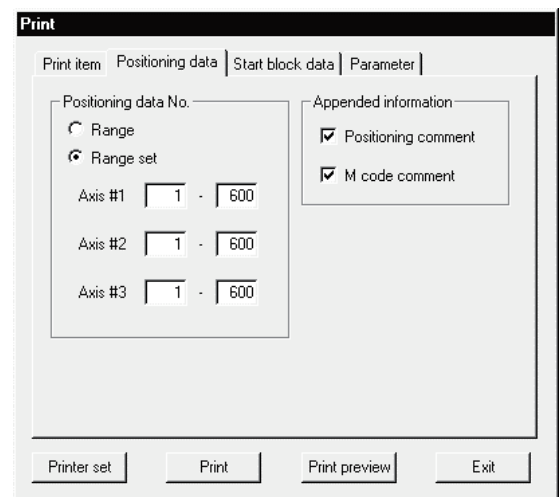 Print
Print item Positioning data Start block data Parameter
Positioning data No.
Range
Range set
Axis #1 1 - 600
Axis #2 1 - 600
Axis #3 1 - 600
Appended information
Positioning comment
M code comment
Printer set Print Print preview Exit